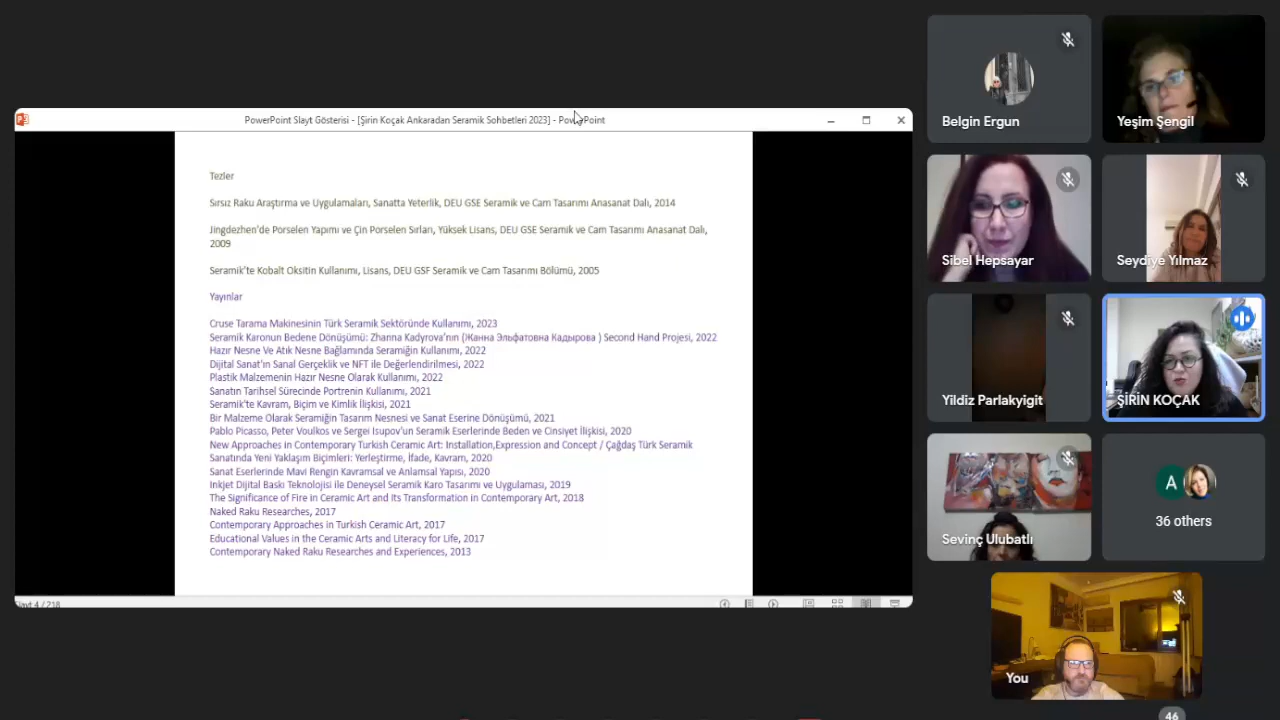 PowerPoint Slayt Gösterisi - [Şirin Koçak Ankaradan Seramik Sohbetleri 2023] - PowerPoint
Tezler
Sırsız Raku Araştırma ve Uygulamaları, Sanatta Yeterlik, DEU GSE Seramik ve Cam Tasarımı Anasanat Dalı, 2014
Jingdezhen'de Porselen Yapımı ve Çin Porselen Sırları, Yüksek Lisans, DEU GSE Seramik ve Cam Tasarımı Anasanat Dalı,
2009
Seramik'te Kobalt Oksitin Kullanımı, Lisans, DEU GSF Seramik ve Cam Tasarımı Bölümü, 2005
Yayınlar
Cruse Tarama Makinesinin Türk Seramik Sektöründe Kullanımı, 2023
Seramik Karonun Bedene Dönüşümü: Zhanna Kadyrova'nın (Жанна Эльфатовна Кадырова ) Second Hand Projesi, 2022
Hazır Nesne Ve Atık Nesne Bağlamında Seramiğin Kullanımı, 2022
Dijital Sanat'ın Sanal Gerçeklik ve NFT ile Değerlendirilmesi, 2022
Plastik Malzemenin Hazır Nesne Olarak Kullanımı, 2022
Sanatın Tarihsel Sürecinde Portrenin Kullanımı, 2021
Seramik'te Kavram, Biçim ve Kimlik İlişkisi, 2021
Bir Malzeme Olarak Seramiğin Tasarım Nesnesi ve Sanat Eserine Dönüşümü, 2021
Pablo Picasso, Peter Voulkos ve Sergei Isupov'un Seramik Eserlerinde Beden ve Cinsiyet İlişkisi, 2020
New Approaches in Contemporary Turkish Ceramic Art: Installation,Expression and Concept / Çağdaş Türk Seramik
Sanatında Yeni Yaklaşım Biçimleri: Yerleştirme, İfade, Kavram, 2020
Sanat Eserlerinde Mavi Rengin Kavramsal ve Anlamsal Yapısı, 2020
Inkjet Dijital Baskı Teknolojisi ile Deneysel Seramik Karo Tasarımı ve Uygulaması, 2019
The Significance of Fire in Ceramic Art and Its Transformation in Contemporary Art, 2018
Naked Raku Researches, 2017
Contemporary Approaches in Turkish Ceramic Art, 2017
Educational Values in the Ceramic Arts and Literacy for Life, 2017
Contemporary Naked Raku Researches and Experiences, 2013
Slayt 4 / 218
Belgin Ergun
Yeşim Şengil
Sibel Hepsayar
Seydiye Yılmaz
Yildiz Parlakyigit
ŞİRİN KOÇAK
Sevinç Ulubatlı
A
36 others
You
46